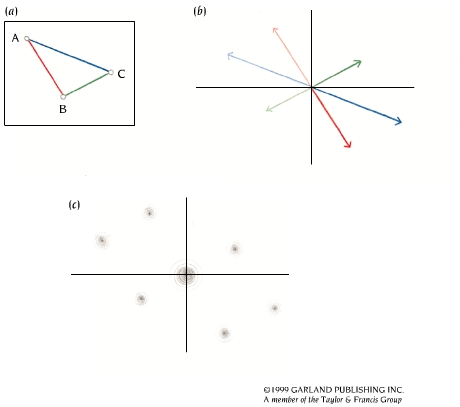 (a)
A
C
B
(b)
(c)
©1999 GARLAND PUBLISHING INC.
A member of the Taylor & Francis Group